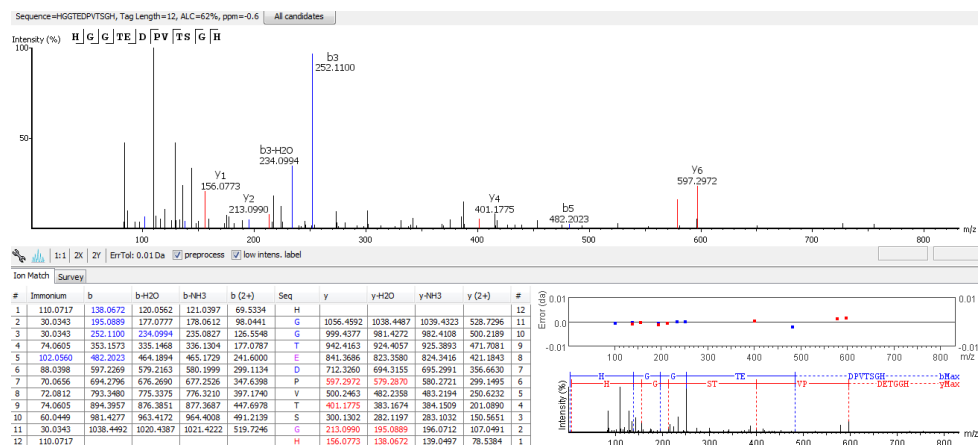 Sequence=HGGTEDPVTSGH, Tag Length=12, ALC=62%, ppm=-0.6 All candidates
Intensity (%) H G G TE D PV TS G H
100
50
b3
252.1100
b3-H2O
234.0994
y1
156.0773
y2
213.0990
y4
401.1775
b5
482.2023
y6
597.2972
100 200 300 400 500 600 700 800 m/z
1:1 2X 2Y ErrTol: 0.01 Da preprocess low intens. label
Ion Match Survey
# Immonium b b-H2O b-NH3 b (2+) Seq y y-H2O y-NH3 y (2+) #
1 110.0717 138.0672 120.0562 121.0397 69.5334 H 12
2 30.0343 195.0889 177.0777 178.0612 98.0441 G 1056.4592 1038.4487 1039.4323 528.7296 11
3 30.0343 252.1100 234.0994 235.0827 126.5548 G 999.4377 981.4272 982.4108 500.2189 10
4 74.0605 353.1573 335.1468 336.1304 177.0787 T 942.4163 924.4057 925.3893 471.7081 9
5 102.0560 482.2023 464.1894 465.1729 241.6000 E 841.3686 823.3580 824.3416 421.1843 8
6 88.0398 597.2269 579.2163 580.1999 299.1134 D 712.3260 694.3155 695.2991 356.6630 7
7 70.0656 694.2796 676.2690 677.2526 347.6398 P 597.2972 579.2870 580.2721 299.1495 6
8 72.0812 793.3480 775.3375 776.3210 397.1740 V 500.2463 482.2358 483.2194 250.6232 5
9 74.0605 894.3957 876.3851 877.3687 447.6978 T 401.1775 383.1674 384.1509 201.0890 4
10 60.0449 981.4277 963.4172 964.4008 491.2139 S 300.1302 282.1197 283.1032 150.5651 3
11 30.0343 1038.4492 1020.4387 1021.4222 519.7246 G 213.0990 195.0889 196.0712 107.0491 2
12 110.0717 H 156.0773 138.0672 139.0497 78.5384 1
Error (da)
0.01 0.01
0.0 0.0
-0.01 -0.01
100 200 300 400 500 600 700 800 m/z
Intensity (%)
H G G TE DPVTSGH bMax
H G ST VP DETGGH yMax
100 200 300 400 500 600 700 800 m/z